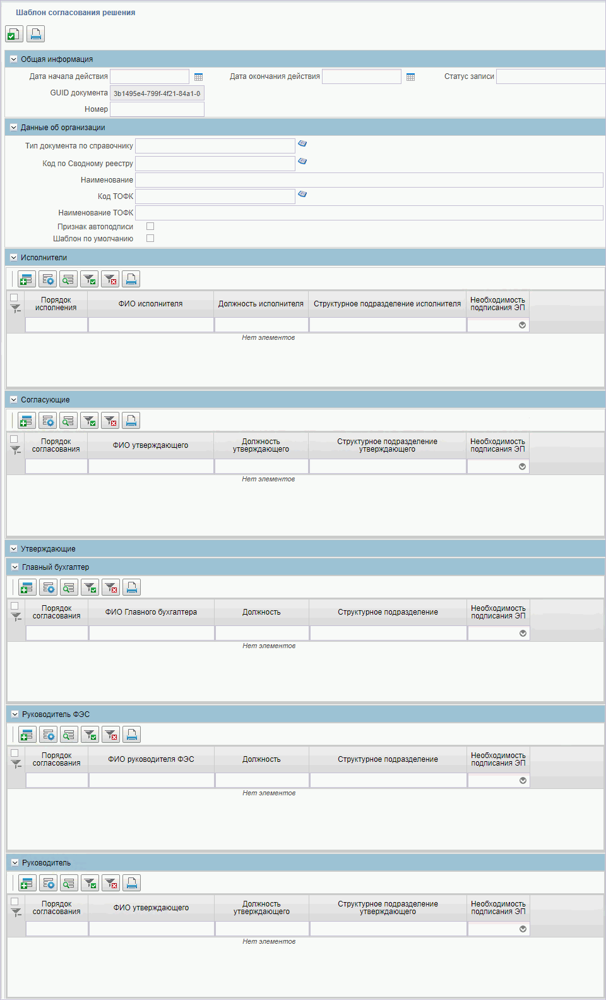 Шаблон согласования решения
Общая информация
Дата начала действия Дата окончания действия Статус записи
GUID документа 3b1495e4-799f-4f21-84a1-0
Номер
Данные об организации
Тип документа по справочнику
Код по Сводному реестру
Наименование
Код ТОФК
Наименование ТОФК
Признак автоподписи
Шаблон по умолчанию
Исполнители
Порядок исполнения ФИО исполнителя Должность исполнителя Структурное подразделение исполнителя Необходимость подписания ЭП
Нет элементов
Согласующие
Порядок согласования ФИО утверждающего Должность утверждающего Структурное подразделение утверждающего Необходимость подписания ЭП
Нет элементов
Утверждающие
Главный бухгалтер
Порядок согласования ФИО Главного бухгалтера Должность Структурное подразделение Необходимость подписания ЭП
Нет элементов
Руководитель ФЭС
Порядок согласования ФИО руководителя ФЭС Должность Структурное подразделение Необходимость подписания ЭП
Нет элементов
Руководитель
Порядок согласования ФИО утверждающего Должность утверждающего Структурное подразделение утверждающего Необходимость подписания ЭП
Нет элементов